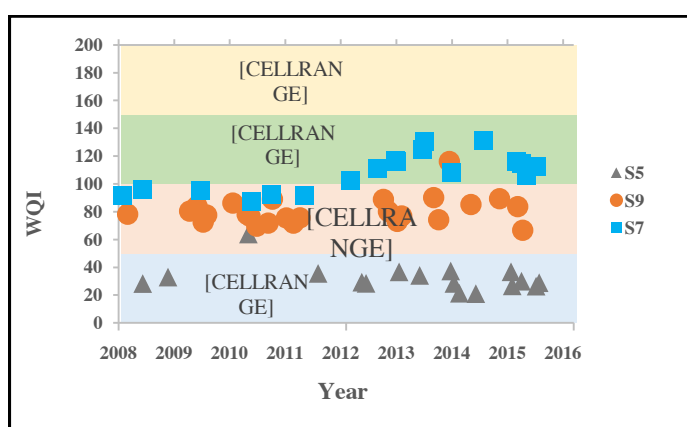 200
180
160
140
120
100
80
60
40
20
0
WQI
[CELLRAN
GE]
[CELLRAN
GE]
[CELLRA
NGE]
[CELLRAN
GE]
2008 2009 2010 2011 2012 2013 2014 2015 2016
Year
S5
S9
S7